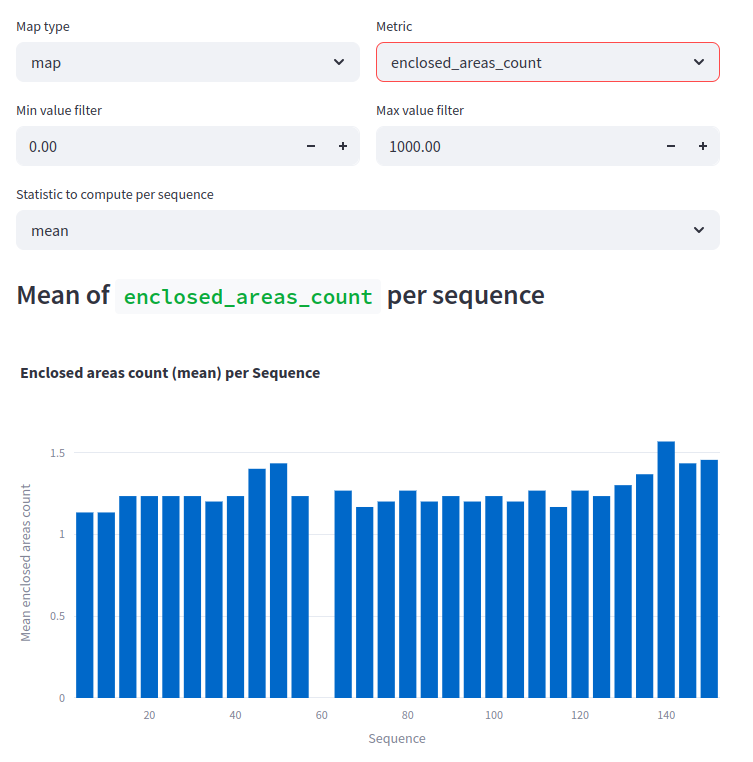 Map type
Metric
map
enclosed_areas_count
Min value filter
Max value filter
0.00
1000.00
Statistic to compute per sequence
mean
Mean of enclosed_areas_count per sequence
Enclosed areas count (mean) per Sequence
Mean enclosed areas count
1.5
1
0.5
0
20 40 60 80 100 120 140
Sequence